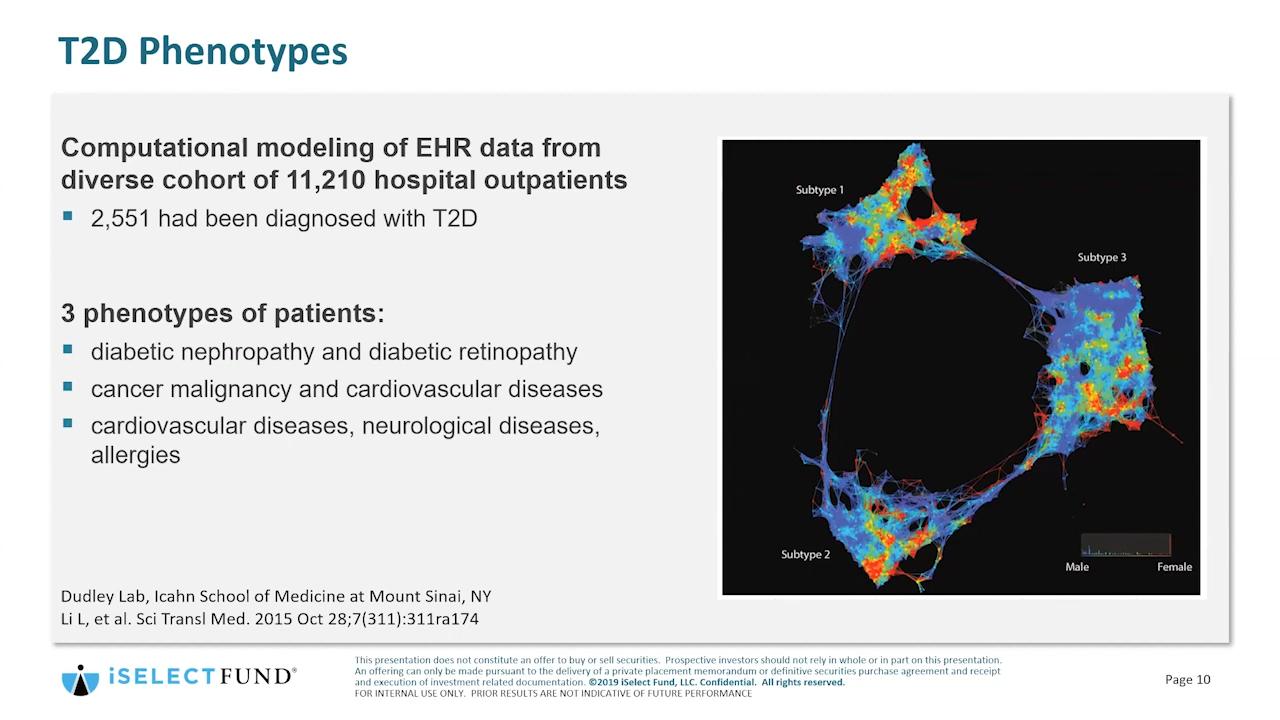 T2D Phenotypes
Computational modeling of EHR data from
diverse cohort of 11,210 hospital outpatients
2,551 had been diagnosed with T2D
3 phenotypes of patients:
diabetic nephropathy and diabetic retinopathy
cancer malignancy and cardiovascular diseases
cardiovascular diseases, neurological diseases,
allergies
Dudley Lab, Icahn School of Medicine at Mount Sinai, NY
Li L, et al. Sci Transl Med. 2015 Oct 28;7(311):311ra174
Subtype 1
Subtype 3
Subtype 2
Male Female
iSELECTFUND®
This presentation does not constitute an offer to buy or sell securities. Prospective investors should not rely in whole or in part on this presentation.
An offering can only be made pursuant to the delivery of a private placement memorandum or definitive securities purchase agreement and receipt
and execution of investment related documentation. ©2019 iSelect Fund, LLC. Confidential. All rights reserved.
FOR INTERNAL USE ONLY. PRIOR RESULTS ARE NOT INDICATIVE OF FUTURE PERFORMANCE
Page 10